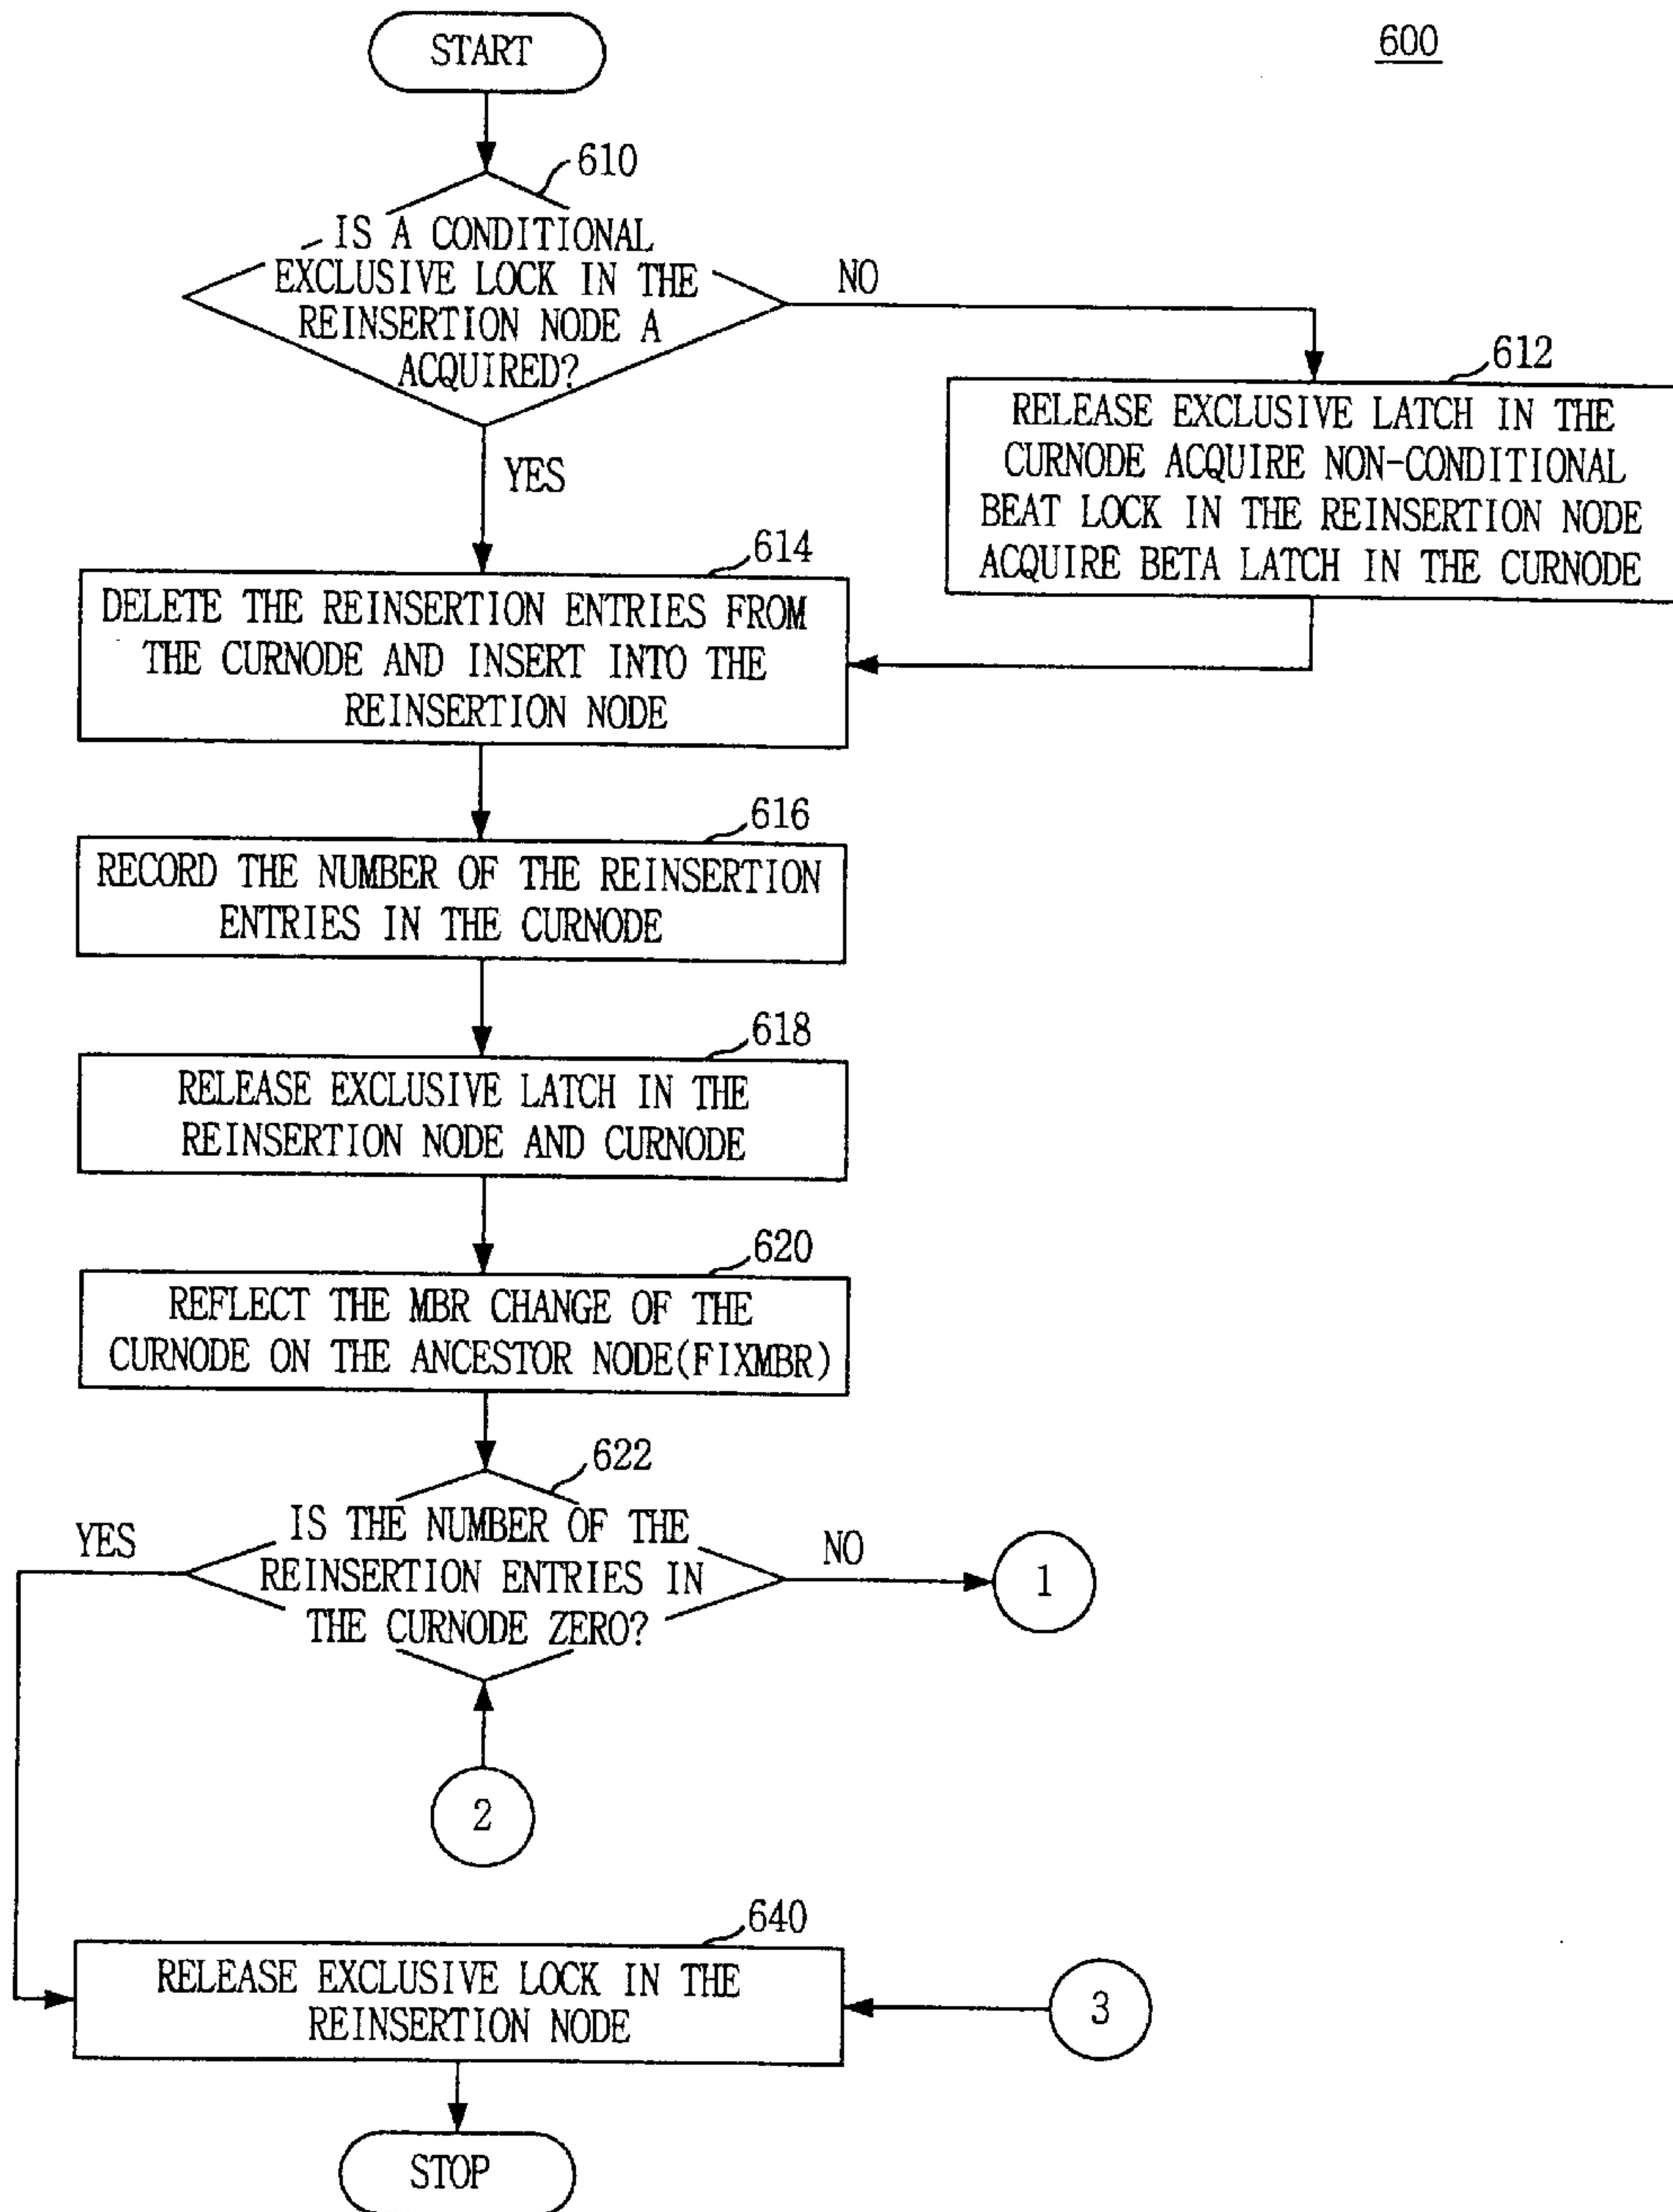 START
600
610
IS A CONDITIONAL
EXCLUSIVE LOCK IN THE
REINSERTION NODE A
ACQUIRED?
NO
YES
612
RELEASE EXCLUSIVE LATCH IN THE
CURNODE ACQUIRE NON-CONDITIONAL
BEAT LOCK IN THE REINSERTION NODE
ACQUIRE BETA LATCH IN THE CURNODE
614
DELETE THE REINSERTION ENTRIES FROM
THE CURNODE AND INSERT INTO THE
REINSERTION NODE
616
RECORD THE NUMBER OF THE REINSERTION
ENTRIES IN THE CURNODE
618
RELEASE EXCLUSIVE LATCH IN THE
REINSERTION NODE AND CURNODE
620
REFLECT THE MBR CHANGE OF THE
CURNODE ON THE ANCESTOR NODE(FIXMBR)
622
IS THE NUMBER OF THE
REINSERTION ENTRIES IN
THE CURNODE ZERO?
YES
NO
1
2
640
RELEASE EXCLUSIVE LOCK IN THE
REINSERTION NODE
3
STOP